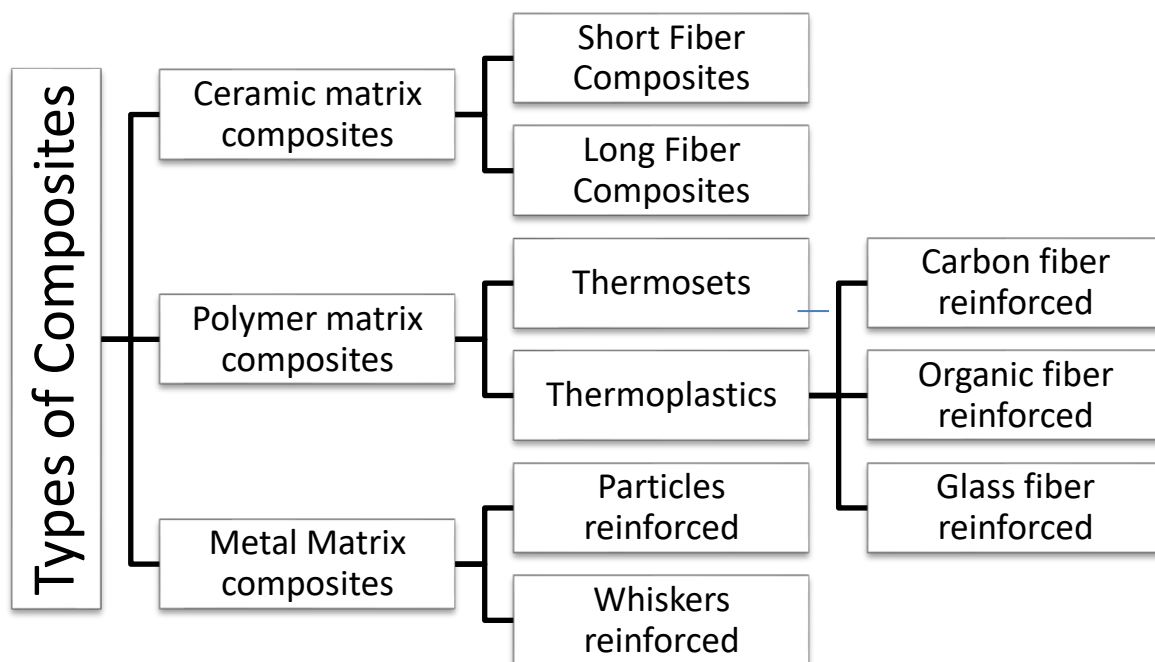 Types of Composites
Ceramic matrix
composites
Short Fiber
Composites
Long Fiber
Composites
Polymer matrix
composites
Thermosets
Thermoplastics
Carbon fiber
reinforced
Organic fiber
reinforced
Glass fiber
reinforced
Metal Matrix
composites
Particles
reinforced
Whiskers
reinforced